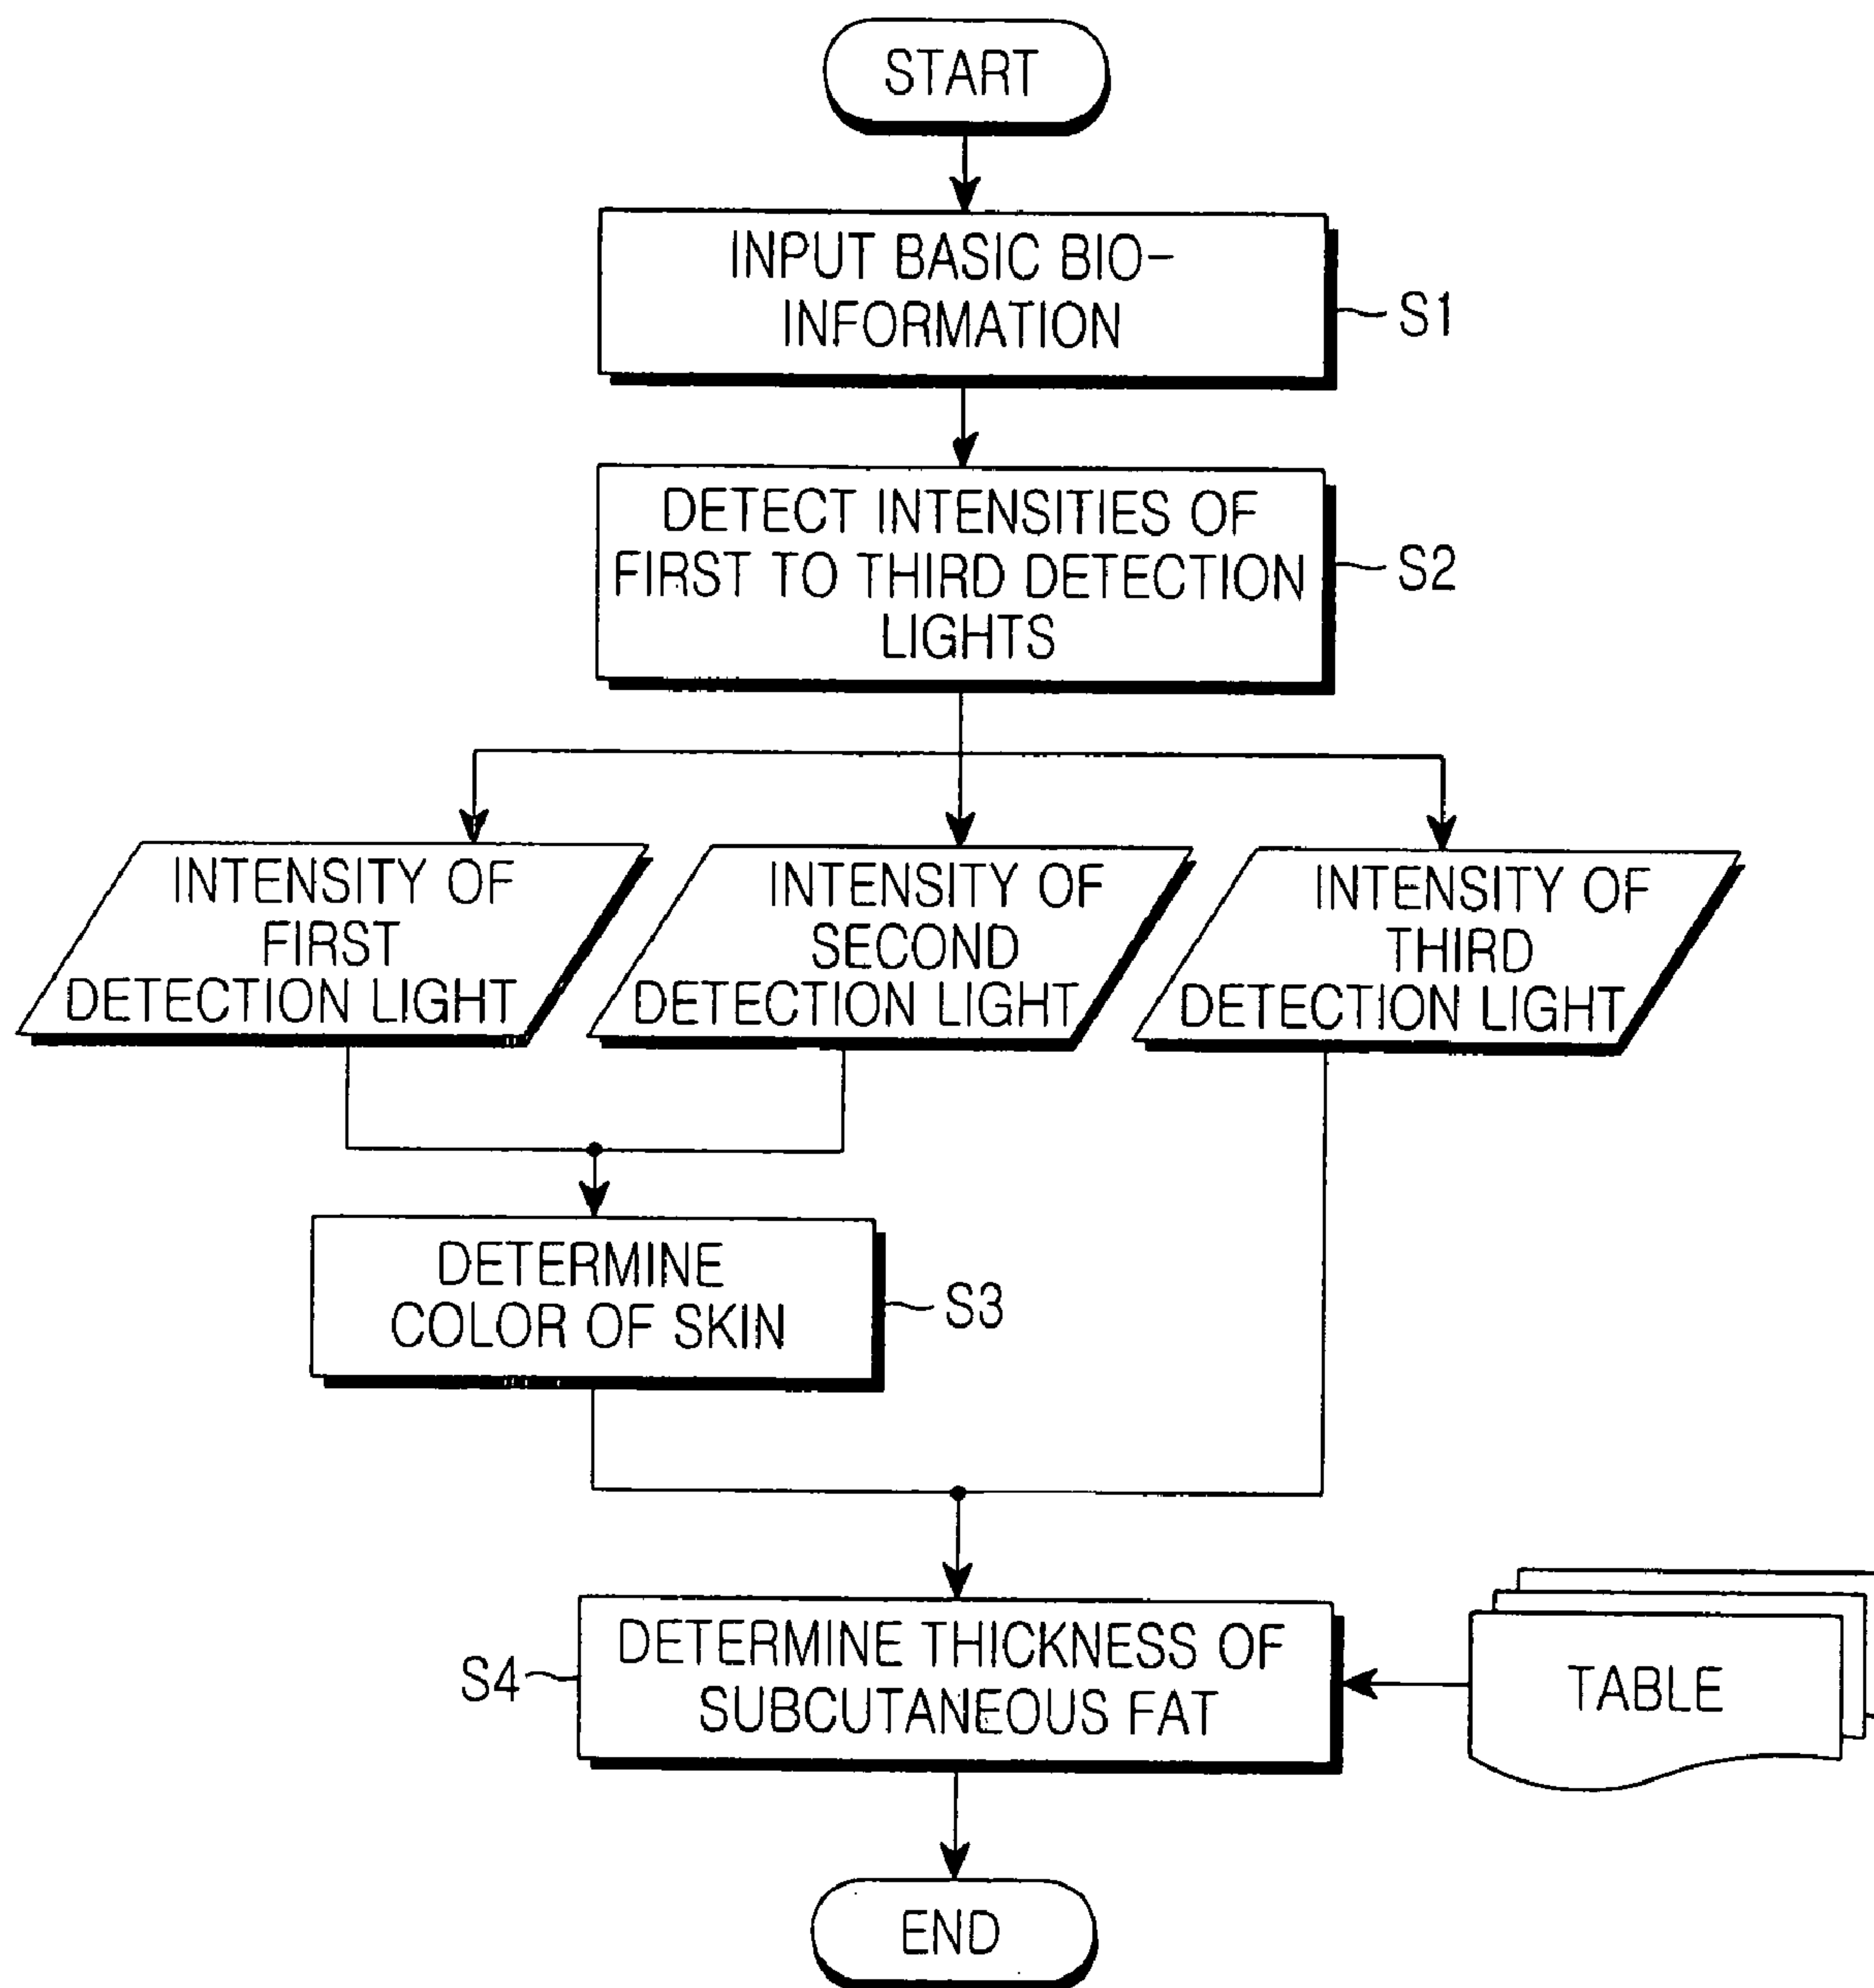 START
INPUT BASIC BIO-
INFORMATION
S1
DETECT INTENSITIES OF
FIRST TO THIRD DETECTION
LIGHTS
S2
INTENSITY OF
FIRST
DETECTION LIGHT
INTENSITY OF
SECOND
DETECTION LIGHT
INTENSITY OF
THIRD
DETECTION LIGHT
DETERMINE
COLOR OF SKIN
S3
S4
DETERMINE THICKNESS OF
SUBCUTANEOUS FAT
TABLE
END